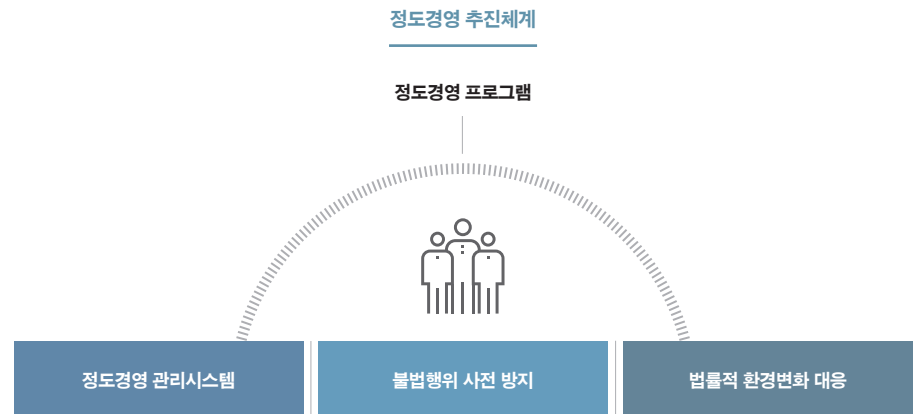 정도경영 추진체계
정도경영 프로그램
정도경영 관리시스템
불법행위 사전 방지
법률적 환경변화 대응